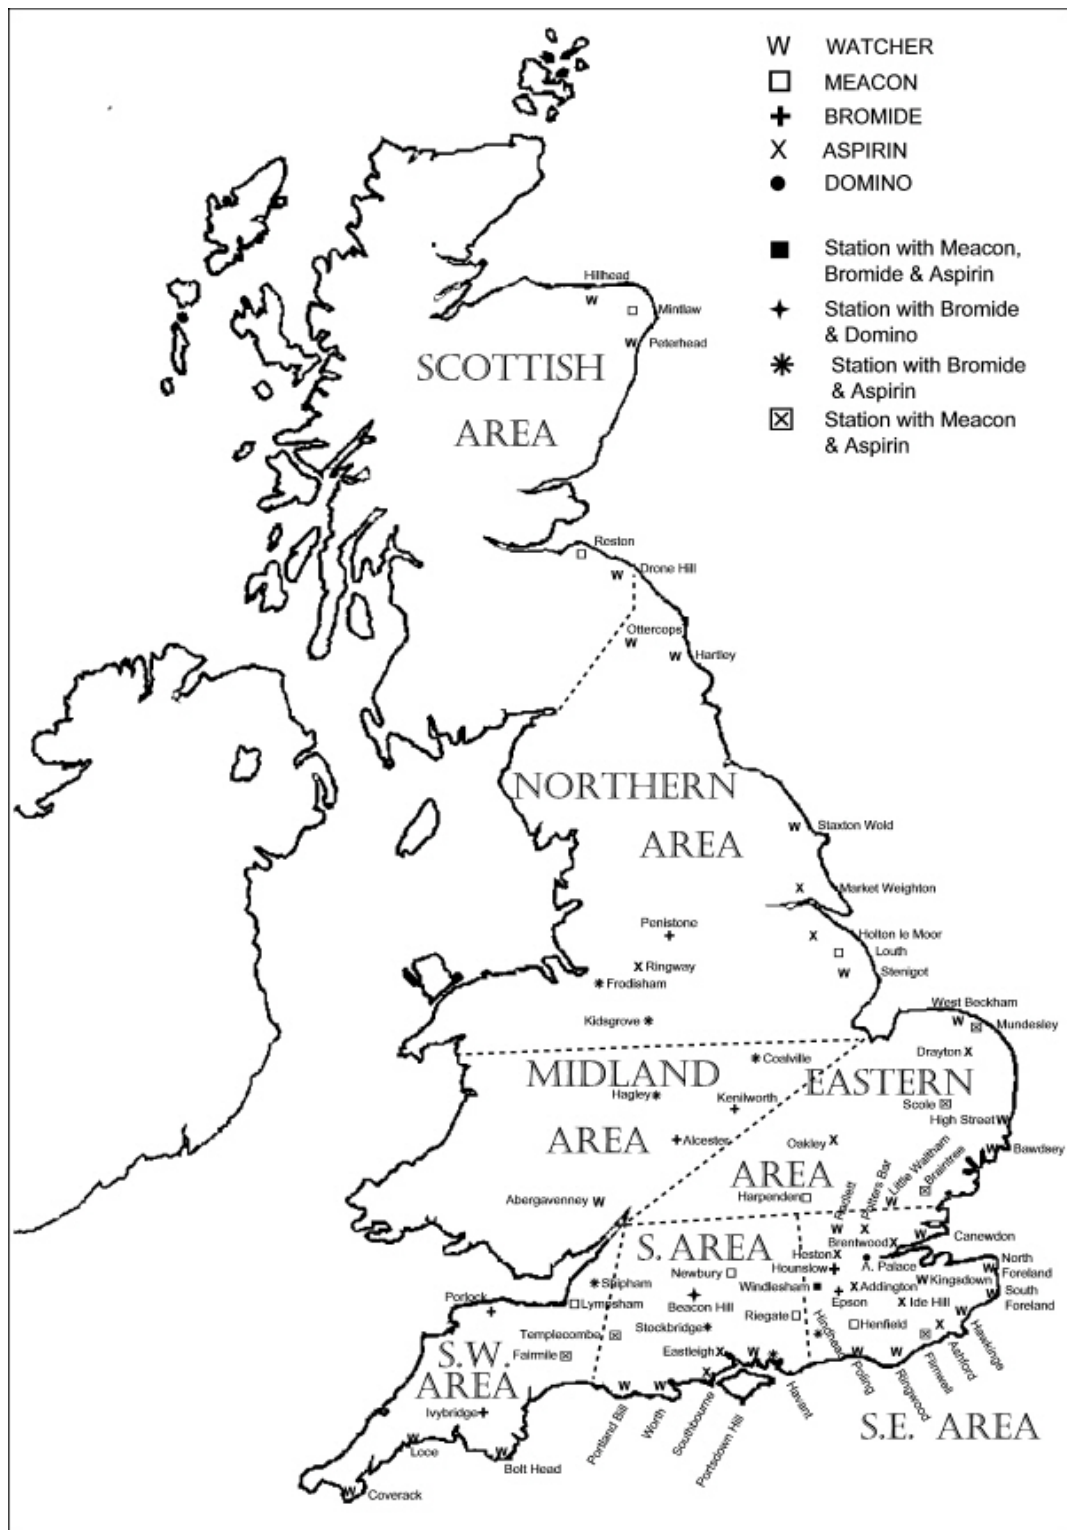 W WATCHER
MEACON
BROMIDE
X ASPIRIN
DOMINO
Station with Meacon,
Bromide & Aspirin
Station with Bromide
& Domino
Station with Bromide
& Aspirin
Station with Meacon
& Aspirin
Hillhead
W
Mintlaw
W Peterhead
SCOTTISH
AREA
Reston
W Drone Hill
Ottercops
W
W Hartley
NORTHERN
W Staxton Wold
AREA
X Market Weighton
Penistone
X Holton le Moor
Louth
X Ringway
W Stenigot
Frodisham
West Beckham
W
Kidsgrove
Mundesley
Drayton X
Coalville
MIDLAND
EASTERN
Hagley
Kenilworth
Scole
High Street W
AREA
Alcester
Oakley X
W Bawdsey
Little Waltham
W
Braintree
AREA
Potters Bar
X
Radlett
W
Abergavenney W
Harpenden
S. AREA
Brentwood X
W Canewdon
Heston X
A. Palace
Newbury
Hounslow
W North
Foreland
W Kingsdown
Shipham
Windlesham
X Addington
W South
Foreland
Epson
X Ide Hill
Porlock
Lympsham
Beacon Hill
Riegate
Henfield
W Hawkinge
Templecombe
Stockbridge
Hindhead
X Ashford
Flimwell
Fairmile
Eastleigh X
W
W Poling
W Ringwood
S.W.
AREA
X Southbourne
W Portland Bill
W Worth
Portsdown Hill
Havant
Ivybridge
S.E. AREA
W Looe
W Bolt Head
W Coverack